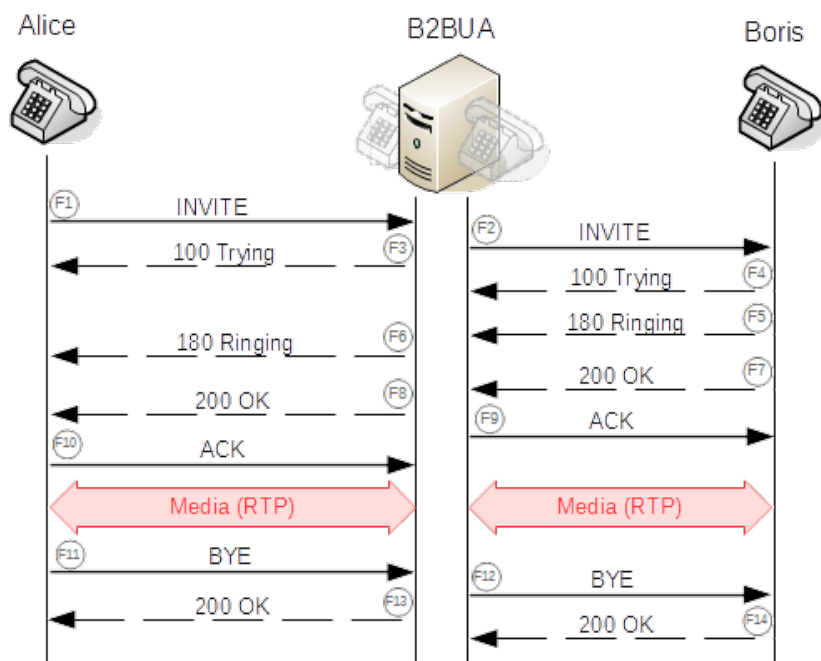 Alice
B2BUA
Boris
F1 INVITE
F2 INVITE
100 Trying F3
100 Trying F4
180 Ringing F5
180 Ringing F6
200 OK F7
200 OK F8
F9 ACK
F10 ACK
Media (RTP)
Media (RTP)
F11 BYE
F12 BYE
200 OK F13
200 OK F14